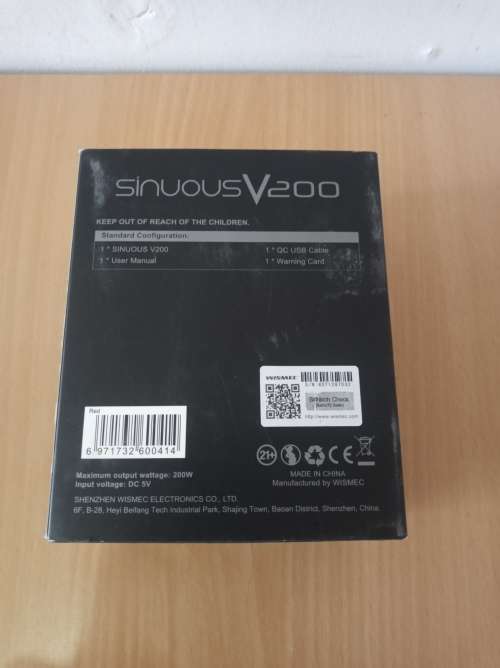 SINUOUS V200
KEEP OUT OF REACH OF THE CHILDREN.
Standard Configuration.
1 * SINUOUS V200 1 * QC USB Cable
1 * User Manual 1 * Warning Card
WISMEC
Scratch Check
http://www.wismec.com
Red
6 971732 600414
21+
CE
Maximum output wattage: 200W
Input voltage: DC 5V
MADE IN CHINA
Manufactured by WISMEC
SHENZHEN WISMEC ELECTRONICS CO., LTD.
6F, B-28, Heyi Beifang Tech Industrial Park, Shajing Town, Baoan District, Shenzhen, China.